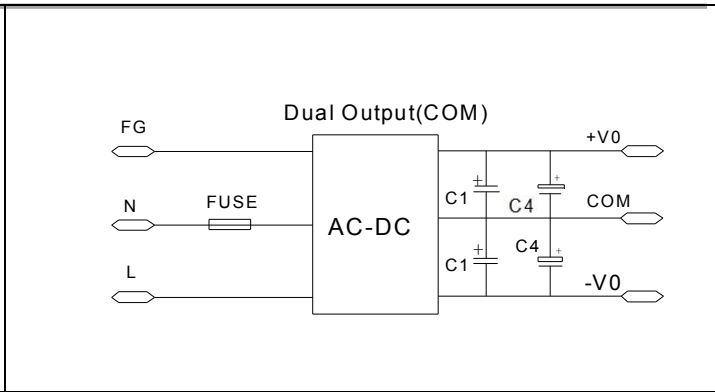 Dual Output(COM)
FG
+V0
C1
+
+
C4
N
FUSE
COM
AC-DC
C1
+
C4
+
L
-V0